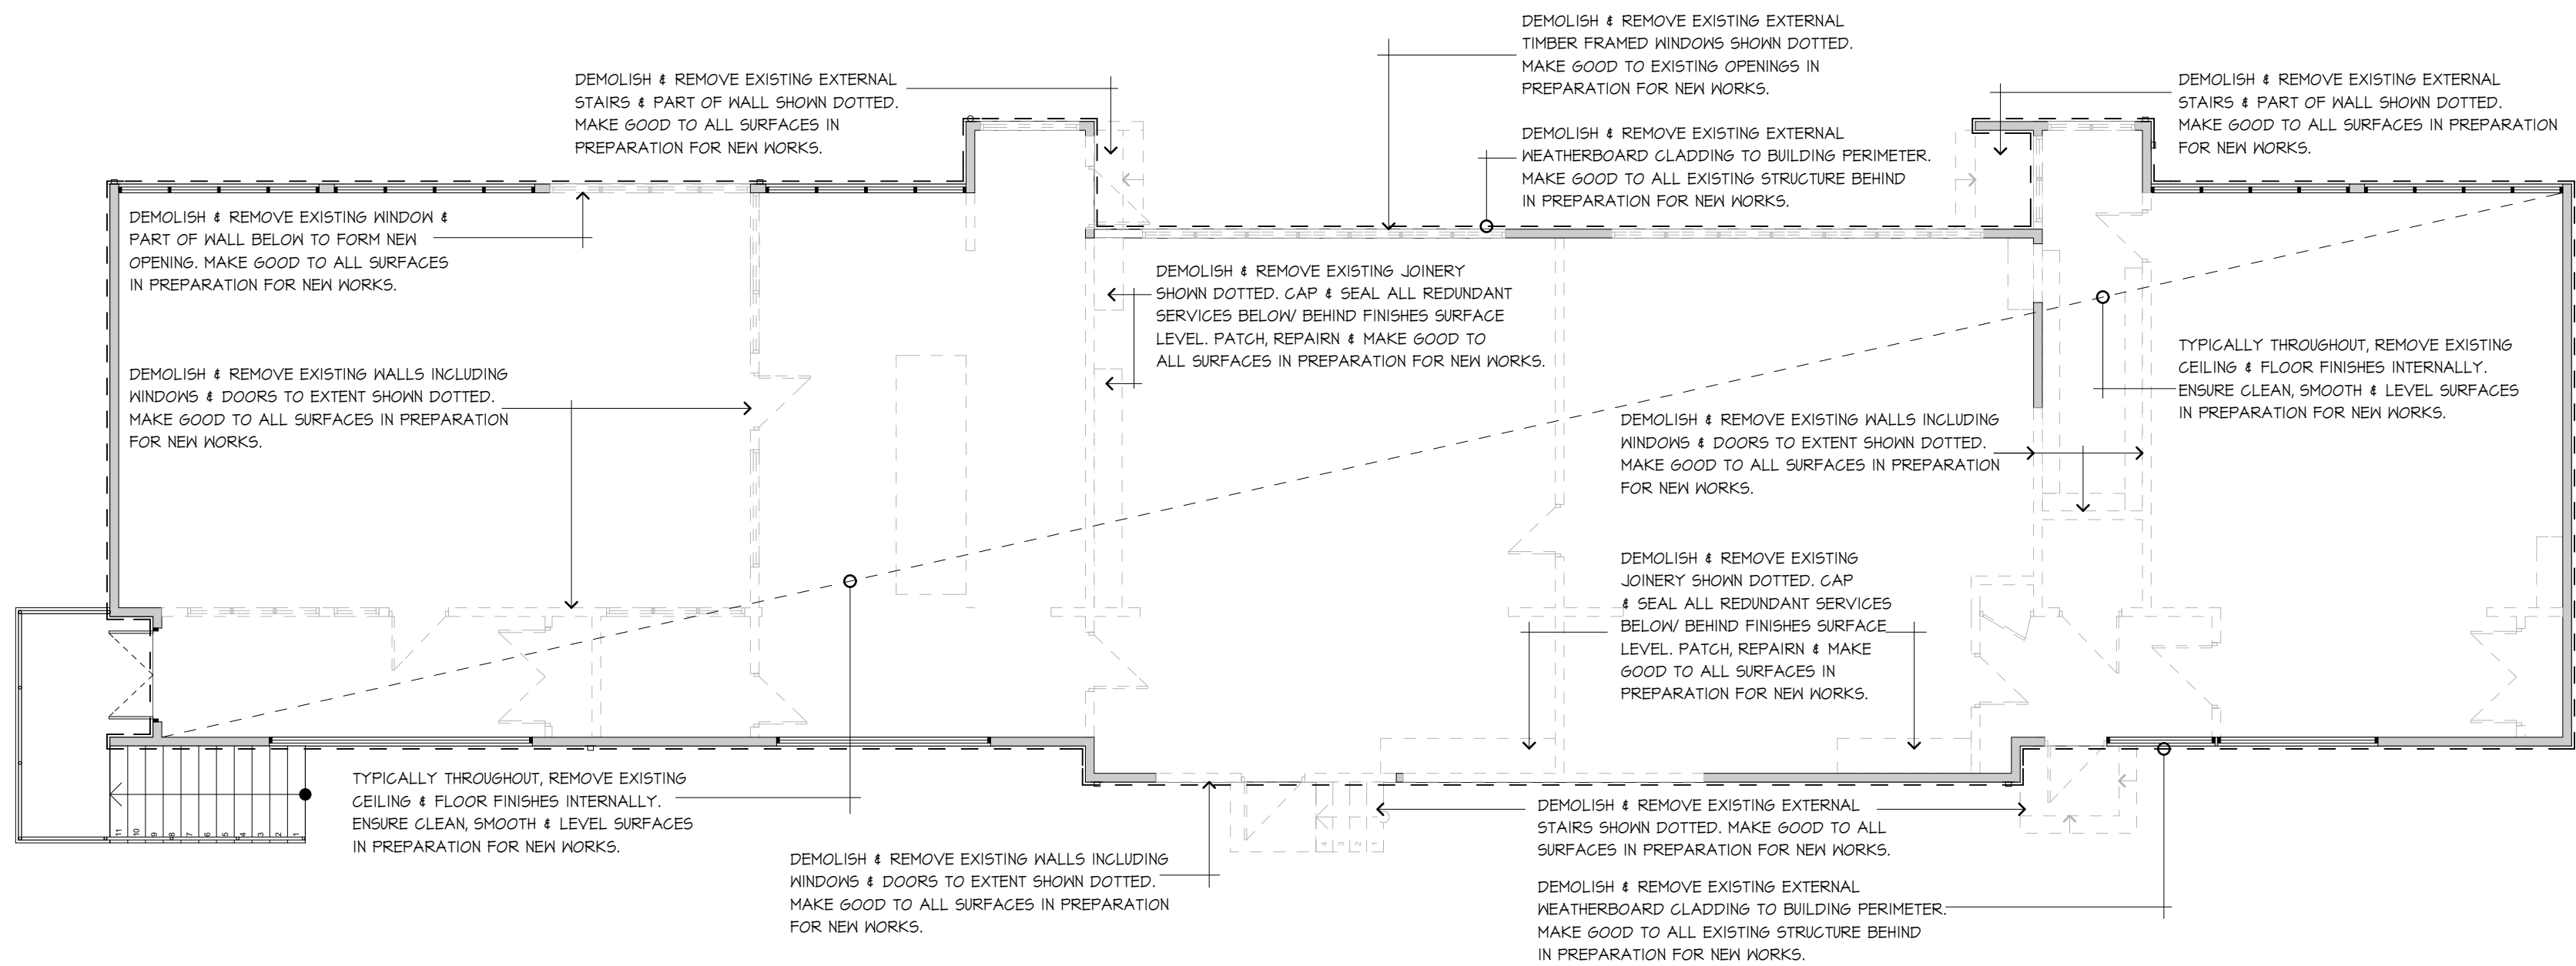 DEMOLISH & REMOVE EXISTING EXTERNAL
STAIRS & PART OF WALL SHOWN DOTTED.
MAKE GOOD TO ALL SURFACES IN
PREPARATION FOR NEW WORKS.
DEMOLISH & REMOVE EXISTING EXTERNAL
TIMBER FRAMED WINDOWS SHOWN DOTTED.
MAKE GOOD TO EXISTING OPENINGS IN
PREPARATION FOR NEW WORKS.
DEMOLISH & REMOVE EXISTING EXTERNAL
WEATHERBOARD CLADDING TO BUILDING PERIMETER.
MAKE GOOD TO ALL EXISTING STRUCTURE BEHIND
IN PREPARATION FOR NEW WORKS.
DEMOLISH & REMOVE EXISTING EXTERNAL
STAIRS & PART OF WALL SHOWN DOTTED.
MAKE GOOD TO ALL SURFACES IN PREPARATION
FOR NEW WORKS.
DEMOLISH & REMOVE EXISTING WINDOW &
PART OF WALL BELOW TO FORM NEW
OPENING. MAKE GOOD TO ALL SURFACES
IN PREPARATION FOR NEW WORKS.
DEMOLISH & REMOVE EXISTING JOINERY
SHOWN DOTTED. CAP & SEAL ALL REDUNDANT
SERVICES BELOW/ BEHIND FINISHES SURFACE
LEVEL. PATCH, REPAIRN & MAKE GOOD TO
ALL SURFACES IN PREPARATION FOR NEW WORKS.
TYPICALLY THROUGHOUT, REMOVE EXISTING
CEILING & FLOOR FINISHES INTERNALLY.
ENSURE CLEAN, SMOOTH & LEVEL SURFACES
IN PREPARATION FOR NEW WORKS.
DEMOLISH & REMOVE EXISTING WALLS INCLUDING
WINDOWS & DOORS TO EXTENT SHOWN DOTTED.
MAKE GOOD TO ALL SURFACES IN PREPARATION
FOR NEW WORKS.
DEMOLISH & REMOVE EXISTING WALLS INCLUDING
WINDOWS & DOORS TO EXTENT SHOWN DOTTED.
MAKE GOOD TO ALL SURFACES IN PREPARATION
FOR NEW WORKS.
DEMOLISH & REMOVE EXISTING
JOINERY SHOWN DOTTED. CAP
& SEAL ALL REDUNDANT SERVICES
BELOW/ BEHIND FINISHES SURFACE
LEVEL. PATCH, REPAIRN & MAKE
GOOD TO ALL SURFACES IN
PREPARATION FOR NEW WORKS.
11 10 9 8 7 6 5 4 3 2 1
TYPICALLY THROUGHOUT, REMOVE EXISTING
CEILING & FLOOR FINISHES INTERNALLY.
ENSURE CLEAN, SMOOTH & LEVEL SURFACES
IN PREPARATION FOR NEW WORKS.
DEMOLISH & REMOVE EXISTING WALLS INCLUDING
WINDOWS & DOORS TO EXTENT SHOWN DOTTED.
MAKE GOOD TO ALL SURFACES IN PREPARATION
FOR NEW WORKS.
4 3 2 1
DEMOLISH & REMOVE EXISTING EXTERNAL
STAIRS SHOWN DOTTED. MAKE GOOD TO ALL
SURFACES IN PREPARATION FOR NEW WORKS.
DEMOLISH & REMOVE EXISTING EXTERNAL
WEATHERBOARD CLADDING TO BUILDING PERIMETER.
MAKE GOOD TO ALL EXISTING STRUCTURE BEHIND
IN PREPARATION FOR NEW WORKS.